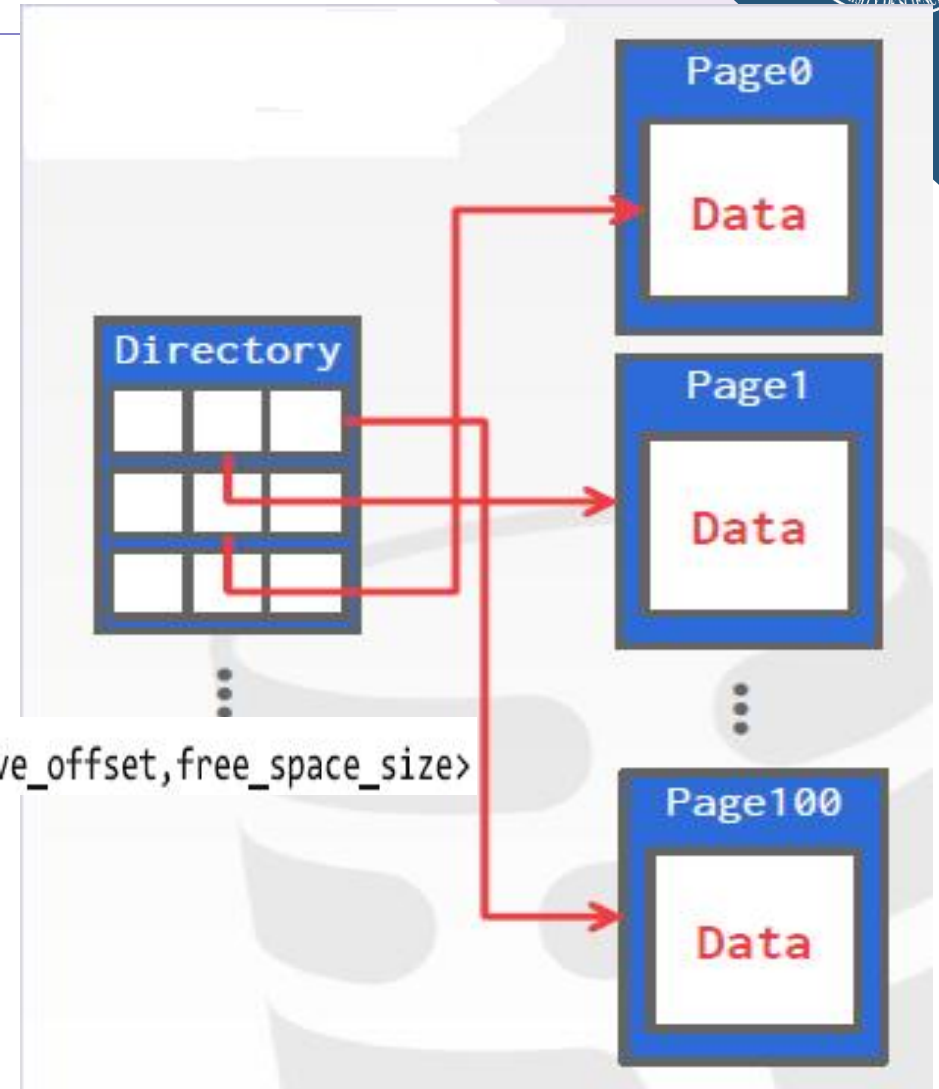 Page0
Data
Directory
Page1
Data
ve_offset,free_space_size>
Page100
Data